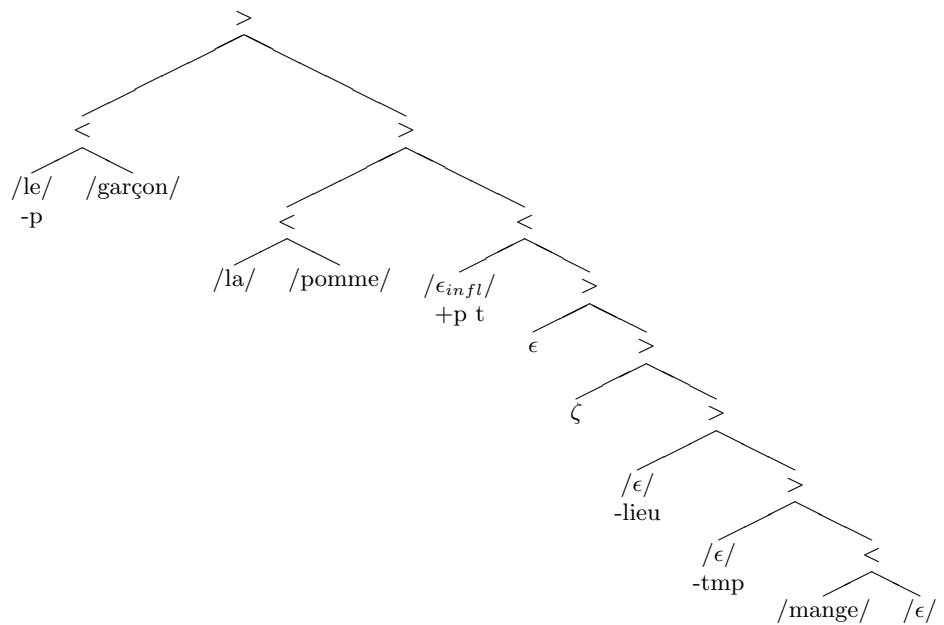 >
< >
/le/ /garçon/
-p
< <
/la/ /pomme/ /ϵ_infl/ >
+p t
ϵ >
ζ >
/ϵ/ >
-lieu
/ϵ/ <
-tmp
/mange/ /ϵ/